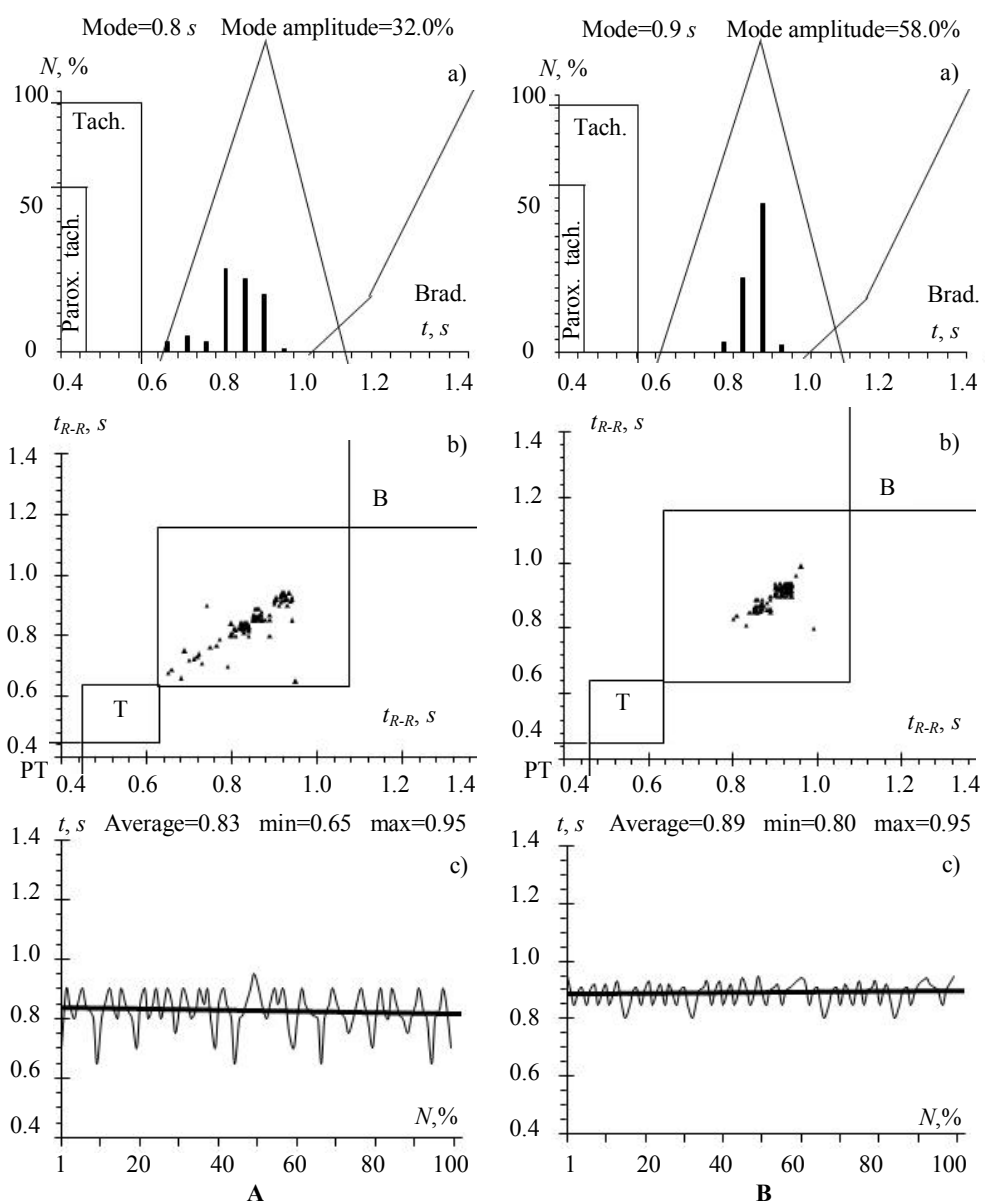 Mode=0.8 s Mode amplitude=32.0%
N, %
a)
100
Tach.
50
Parox. tach.
Brad.
t, s
0
0.4 0.6 0.8 1.0 1.2 1.4
Mode=0.9 s Mode amplitude=58.0%
N, %
a)
100
Tach.
50
Parox. tach.
Brad.
t, s
0
0.4 0.6 0.8 1.0 1.2 1.4
tR-R, s
b)
1.4
B
1.2
1.0
0.8
0.6
T
tR-R, s
0.4
PT
0.4 0.6 0.8 1.0 1.2 1.4
tR-R, s
b)
1.4
B
1.2
1.0
0.8
0.6
T
tR-R, s
0.4
PT
0.4 0.6 0.8 1.0 1.2 1.4
t, s Average=0.83 min=0.65 max=0.95
1.4
c)
1.2
1.0
0.8
0.6
N,%
0.4
1 20 40 60 80 100
A
t, s Average=0.89 min=0.80 max=0.95
1.4
c)
1.2
1.0
0.8
0.6
N,%
0.4
1 20 40 60 80 100
B